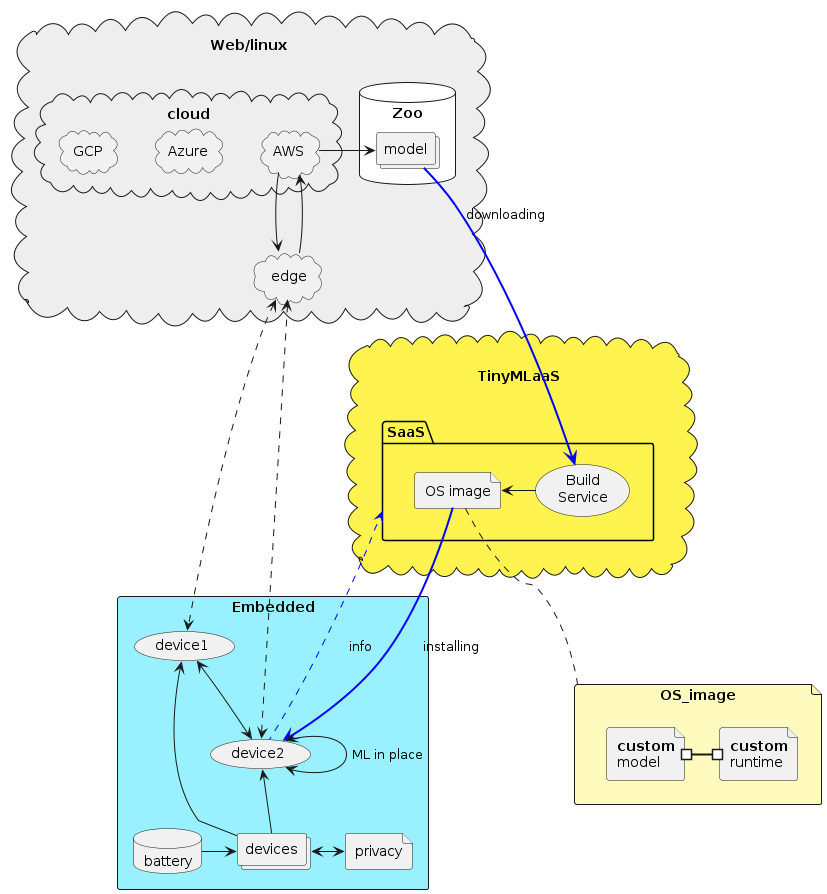 Web/linux
cloud
Zoo
GCP
Azure
AWS
model
downloading
edge
TinyMLaaS
SaaS
OS image
Build
Service
Embedded
device1
info
installing
OS_image
device2
ML in place
custom
model
custom
runtime
battery
devices
privacy